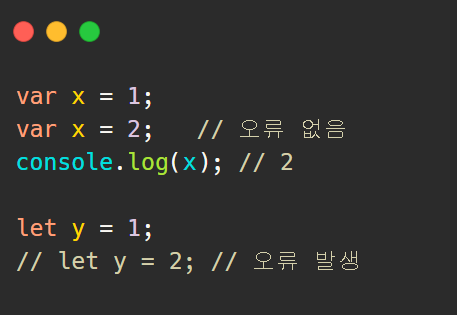 var x = 1;
var x = 2;   // 오류 없음
console.log(x); // 2
let y = 1;
// let y = 2; // 오류 발생